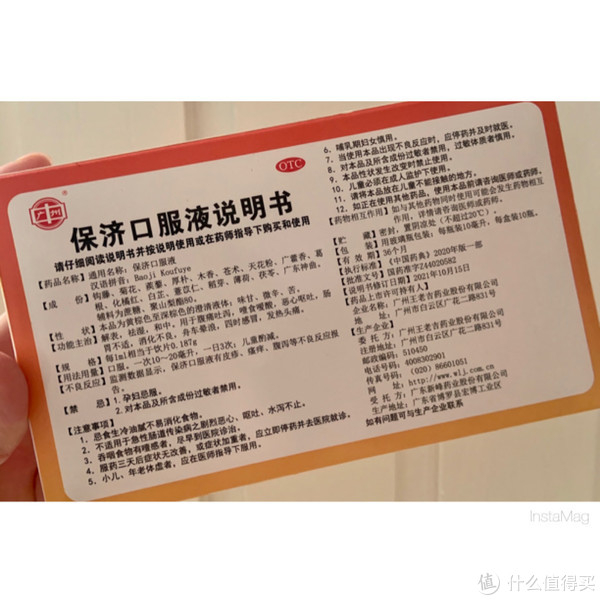 广州
®
OTC
保济口服液说明书
请仔细阅读说明书并按说明使用或在药师指导下购买和使用
【药品名称】通用名称：保济口服液
汉语拼音：Baoji Koufuye
【成　　份】钩藤、菊花、蒺藜、厚朴、木香、苍术、天花粉、广藿香、葛
根、化橘红、白芷、薏苡仁、稻芽、薄荷、茯苓、广东神曲。
辅料为蔗糖、聚山梨酯80。
【性　　状】本品为黄棕色至深棕色的澄清液体；味甘、微辛、苦。
【功能主治】解表，祛湿，和中。用于腹痛吐泻，噎食嗳酸，恶心呕吐，肠
胃不适，消化不良，舟车晕浪，四时感冒，发热头痛。
【规　　格】每1ml相当于饮片0.187g
【用法用量】口服。一次10～20毫升，一日3次；儿童酌减。
【不良反应】监测数据显示，保济口服液有皮疹、瘙痒、腹泻等不良反应报
告。
【禁　　忌】1.孕妇忌服。
2.对本品及所含成份过敏者禁用。
【注意事项】
1. 忌食生冷油腻不易消化食物。
2. 不适用于急性肠道传染病之剧烈恶心，呕吐、水泻不止。
3. 吞咽食物有噎感者，尽早到医院诊治。
4. 服药三天后症状无改善，或症状加重者，应立即停药并去医院就诊。
5. 小儿、年老体虚者，应在医师指导下服用。
6. 哺乳期妇女慎用。
7. 当使用本品出现不良反应时，应停药并及时就医。
8. 对本品及所含成份过敏者禁用，过敏体质者慎用。
9. 本品性状发生改变时禁止使用。
10. 儿童必须在成人监护下使用。
11. 请将本品放在儿童不能接触的地方。
12. 如正在使用其他药品，使用本品前请咨询医师或药师。
【药物相互作用】如与其他药物同时使用可能会发生药物相互
作用，详情请咨询医师或药师。
【贮　　藏】密封，置阴凉处（不超过20℃）。
【包　　装】用玻璃瓶包装；每瓶装10毫升，每盒装10瓶。
【有 效 期】36个月
【执行标准】《中国药典》2020年版一部
【批准文号】国药准字Z44020582
【说明书修订日期】2021年10月15日
【药品上市许可持有人】
企业名称：广州王老吉药业股份有限公司
地　　址：广州市白云区广花二路831号
【生产企业】
委 托 方：广州王老吉药业股份有限公司
注册地址：广州市白云区广花二路831号
邮政编码：510450
电话号码：4008302901
传真号码：(020) 86601051
网　　址：http://www.wlj.com.cn
受 托 方：广东新峰药业股份有限公司
生产地址：广东省博罗县宏博工业区
如有问题可与生产企业联系
InstaMag
值 什么值得买